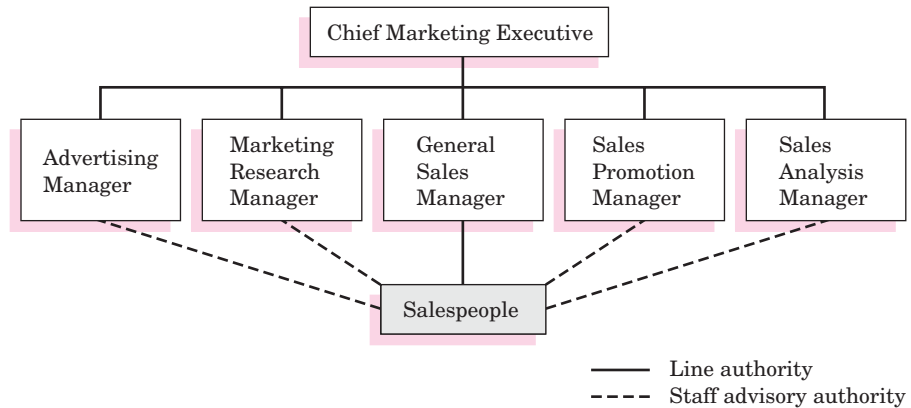 Chief Marketing Executive
Advertising
Manager
Marketing
Research
Manager
General
Sales
Manager
Sales
Promotion
Manager
Sales
Analysis
Manager
Salespeople
Line authority
Staff advisory authority